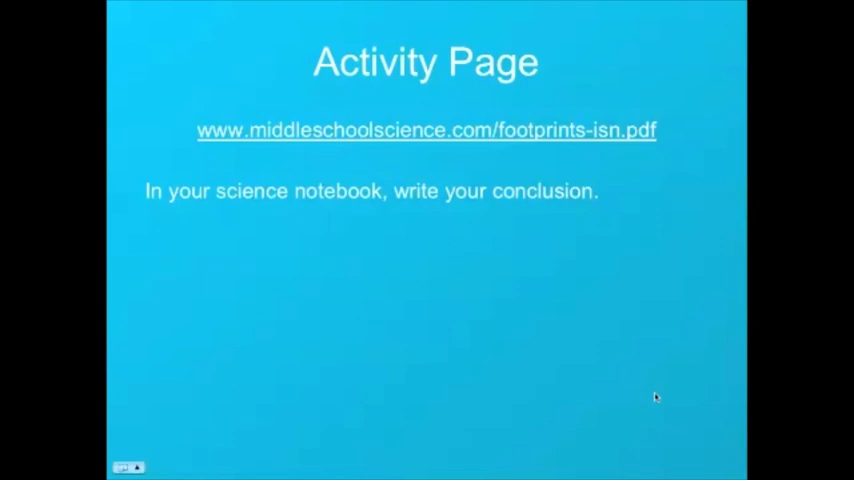 Activity Page
www.middleschoolscience.com/footprints-isn.pdf
In your science notebook, write your conclusion.